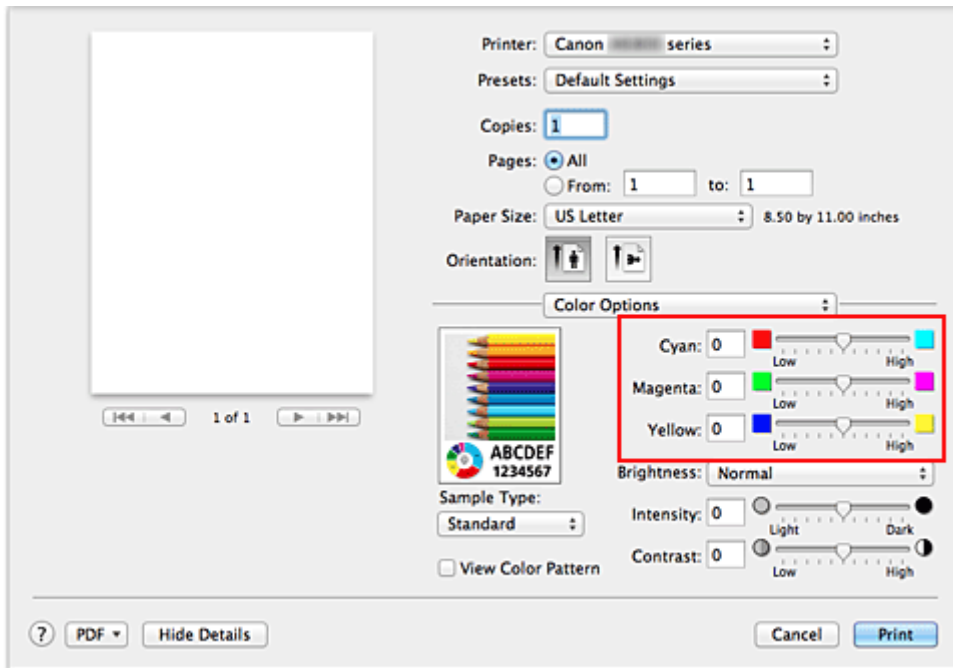 Printer: Canon series
Presets: Default Settings
Copies: 1
Pages: All
From: 1 to: 1
Paper Size: US Letter 8.50 by 11.00 inches
Orientation:
Color Options
1 of 1
ABCDEF
1234567
Sample Type:
Standard
View Color Pattern
Cyan: 0
Low High
Magenta: 0
Low High
Yellow: 0
Low High
Brightness: Normal
Intensity: 0
Light Dark
Contrast: 0
Low High
? PDF Hide Details Cancel Print